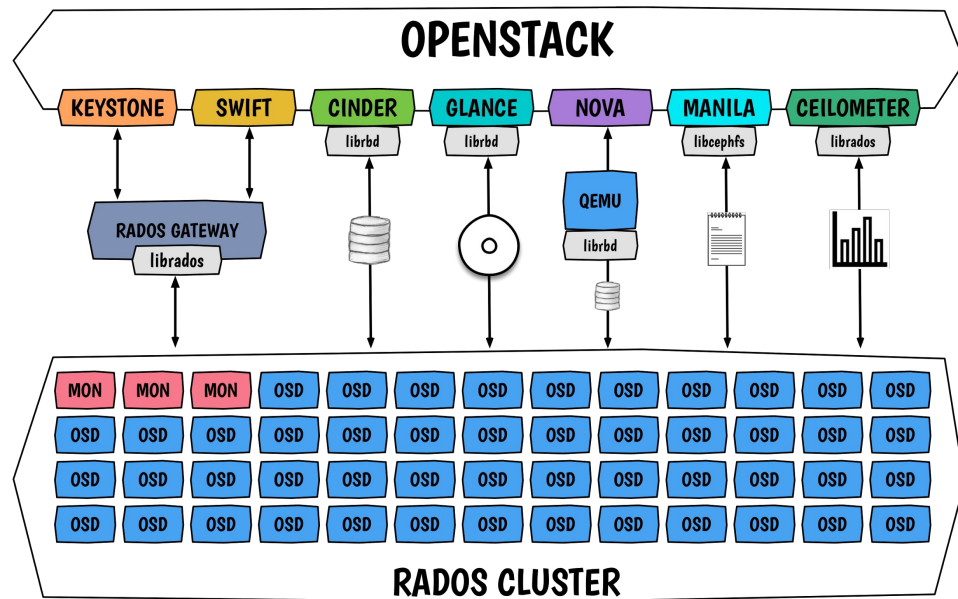 OPENSTACK
KEYSTONE SWIFT CINDER GLANCE NOVA MANILA CEILOMETER
librbd librbd libcephfs librados
QEMU
RADOS GATEWAY
librbd
librados
MON MON MON OSD OSD OSD OSD OSD OSD OSD OSD OSD OSD
OSD OSD OSD OSD OSD OSD OSD OSD OSD OSD OSD OSD OSD
OSD OSD OSD OSD OSD OSD OSD OSD OSD OSD OSD OSD OSD
OSD OSD OSD OSD OSD OSD OSD OSD OSD OSD OSD OSD OSD
RADOS CLUSTER